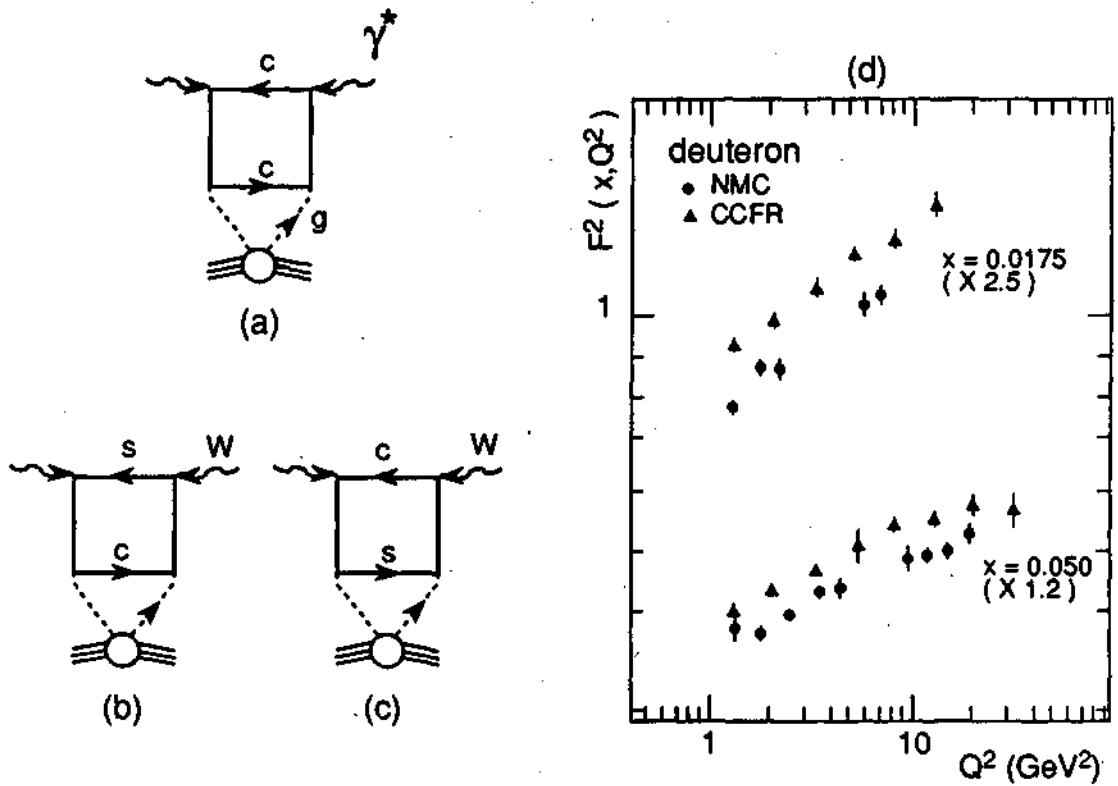 γ*
c
c
g
(a)
s
W
c
(b)
c
W
s
(c)
(d)
F² ( x,Q² )
deuteron
● NMC
▲ CCFR
x = 0.0175
( X 2.5 )
1
x = 0.050
( X 1.2 )
1
10
Q² (GeV²)